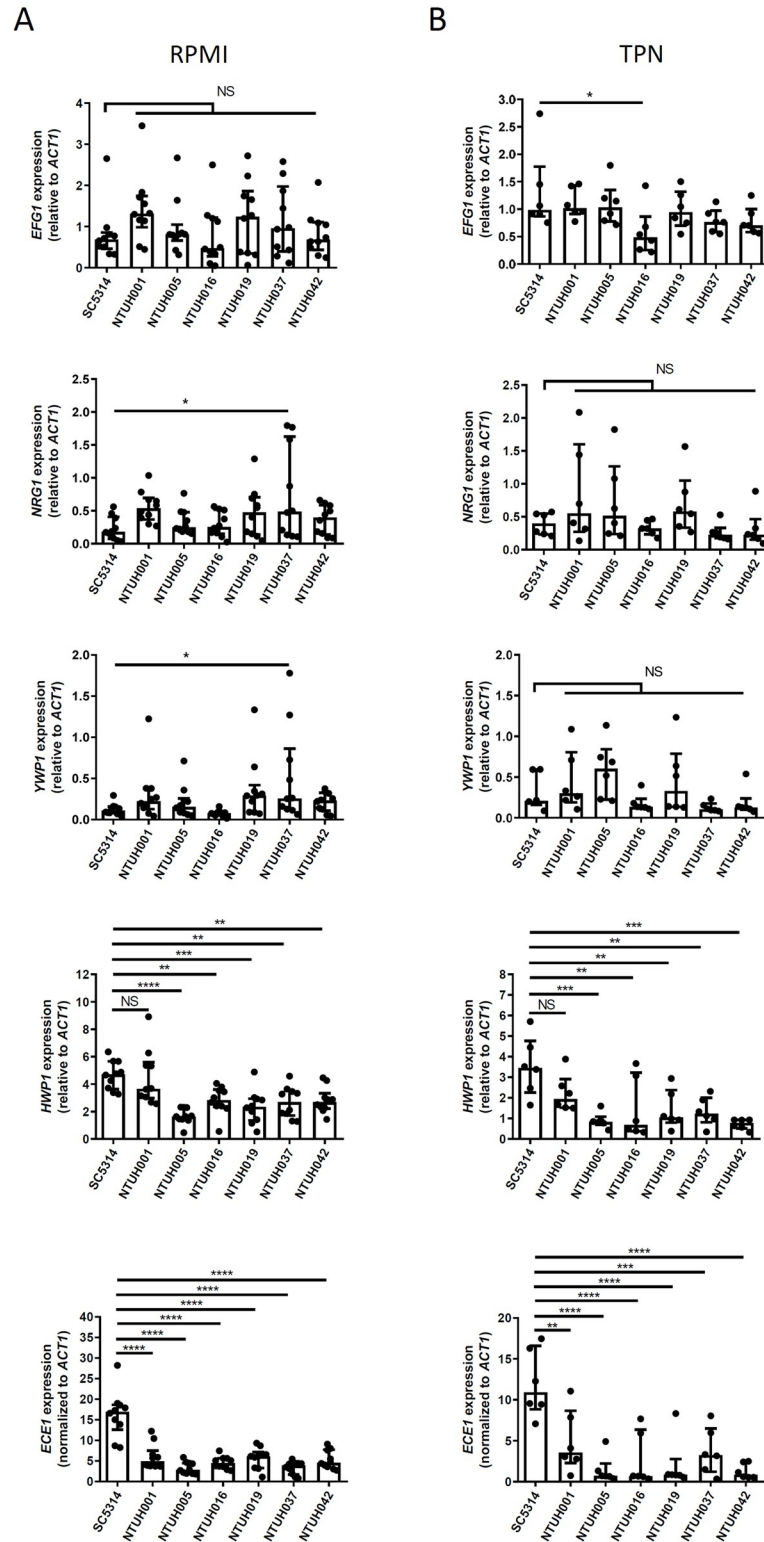 A
B
RPMI
TPN
EFG1 expression
(relative to ACT1)
4
3
2
1
0
NS
SC5314
NTUH001
NTUH005
NTUH016
NTUH019
NTUH037
NTUH042
EFG1 expression
(relative to ACT1)
3.0
2.5
2.0
1.5
1.0
0.5
0.0
*
SC5314
NTUH001
NTUH005
NTUH016
NTUH019
NTUH037
NTUH042
NRG1 expression
(relative to ACT1)
2.5
2.0
1.5
1.0
0.5
0.0
*
SC5314
NTUH001
NTUH005
NTUH016
NTUH019
NTUH037
NTUH042
NRG1 expression
(relative to ACT1)
2.5
2.0
1.5
1.0
0.5
0.0
NS
SC5314
NTUH001
NTUH005
NTUH016
NTUH019
NTUH037
NTUH042
YWP1 expression
(relative to ACT1)
2.0
1.5
1.0
0.5
0.0
*
SC5314
NTUH001
NTUH005
NTUH016
NTUH019
NTUH037
NTUH042
YWP1 expression
(relative to ACT1)
2.0
1.5
1.0
0.5
0.0
NS
SC5314
NTUH001
NTUH005
NTUH016
NTUH019
NTUH037
NTUH042
HWP1 expression
(relative to ACT1)
12
10
8
6
4
2
0
**
**
***
**
****
NS
SC5314
NTUH001
NTUH005
NTUH016
NTUH019
NTUH037
NTUH042
HWP1 expression
(relative to ACT1)
8
7
6
5
4
3
2
1
0
***
**
**
**
***
NS
SC5314
NTUH001
NTUH005
NTUH016
NTUH019
NTUH037
NTUH042
ECE1 expression
(normalized to ACT1)
40
35
30
25
20
15
10
5
0
****
****
****
****
****
****
SC5314
NTUH001
NTUH005
NTUH016
NTUH019
NTUH037
NTUH042
ECE1 expression
(normalized to ACT1)
20
15
10
5
0
****
***
****
****
****
**
SC5314
NTUH001
NTUH005
NTUH016
NTUH019
NTUH037
NTUH042